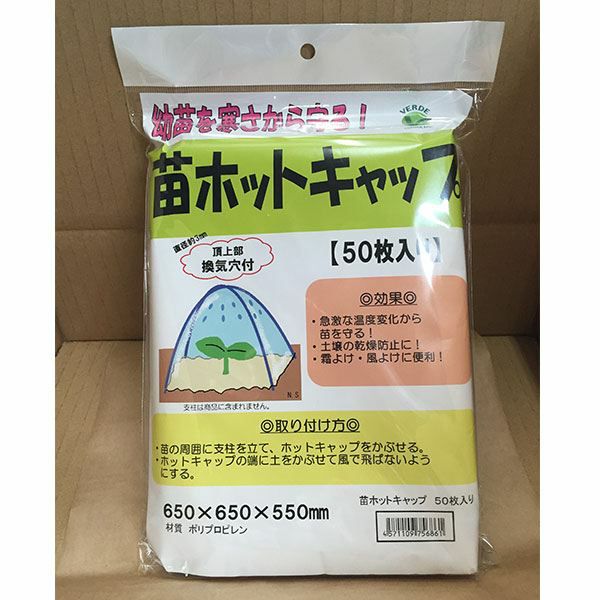 VERDE
幼苗を寒さから守る！
苗ホットキャップ
直径約3mm
頂上部
換気穴付
【50枚入り】
◎効果◎
・急激な温度変化から
苗を守る！
・土壌の乾燥防止に！
・霜よけ・風よけに便利！
N.S
支柱は商品に含まれません。
◎取り付け方◎
・苗の周囲に支柱を立て、ホットキャップをかぶせる。
・ホットキャップの端に土をかぶせて風で飛ばないよう
にする。
650×650×550mm
材質 ポリプロピレン
苗ホットキャップ 50枚入り
4571109756861